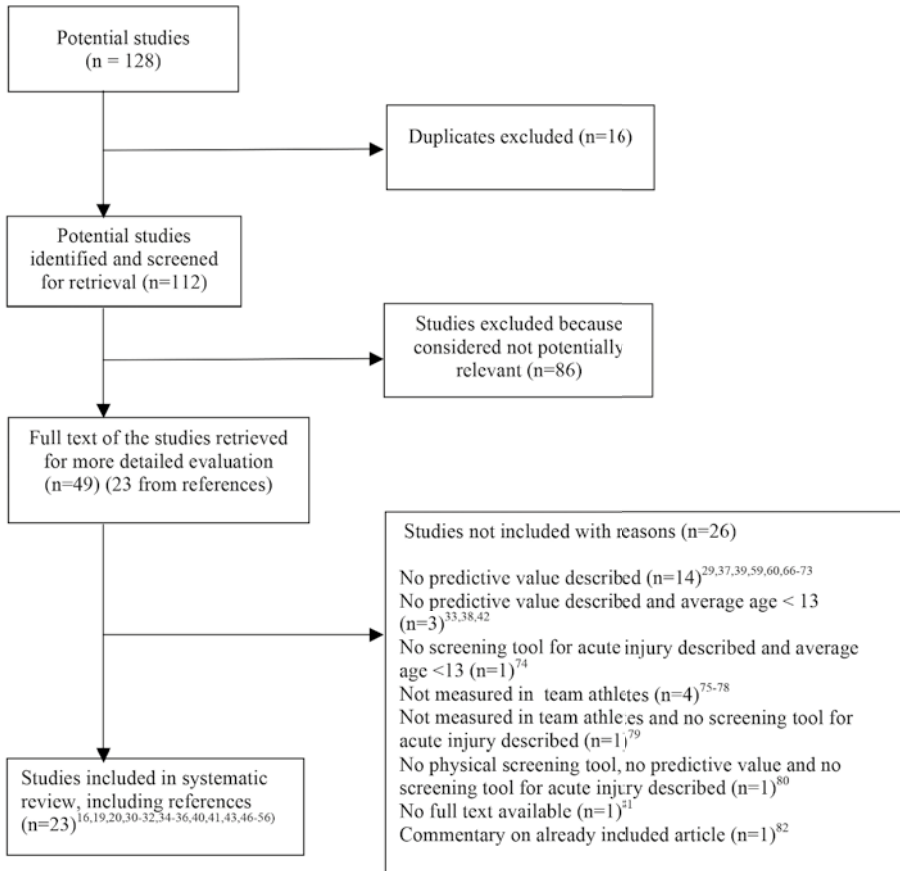 Potential studies
(n = 128)
Duplicates excluded (n=16)
Potential studies
identified and screened
for retrieval (n=112)
Studies excluded because
considered not potentially
relevant (n=86)
Full text of the studies retrieved
for more detailed evaluation
(n=49) (23 from references)
Studies not included with reasons (n=26)
No predictive value described (n=14)29,37,39,59,60,66-73
No predictive value described and average age < 13
(n=3)33,38,42
No screening tool for acute injury described and average
age <13 (n=1)74
Not measured in team athletes (n=4)75-78
Not measured in team athletes and no screening tool for
acute injury described (n=1)79
No physical screening tool, no predictive value and no
screening tool for acute injury described (n=1)80
No full text available (n=1)
Commentary on already included article (n=1)82
Studies included in systematic
review, including references
(n=23)16,19,20,30-32,34-36,40,41,43,46-56)